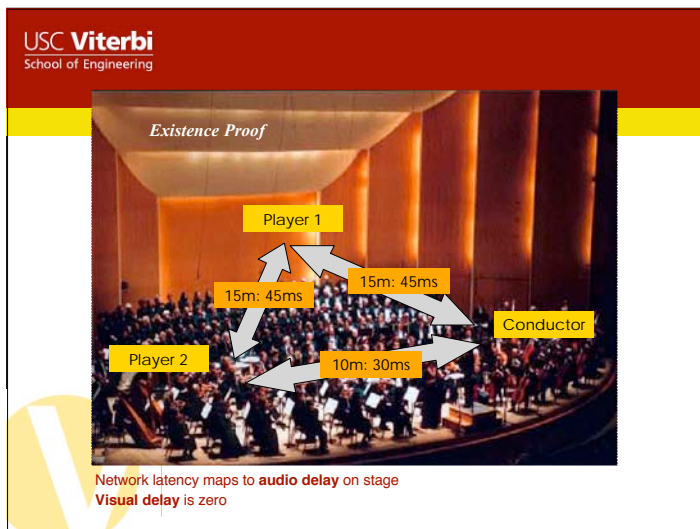 USC Viterbi
School of Engineering
Existence Proof
Player 1
15m: 45ms
15m: 45ms
Conductor
Player 2
10m: 30ms
Network latency maps to audio delay on stage
Visual delay is zero